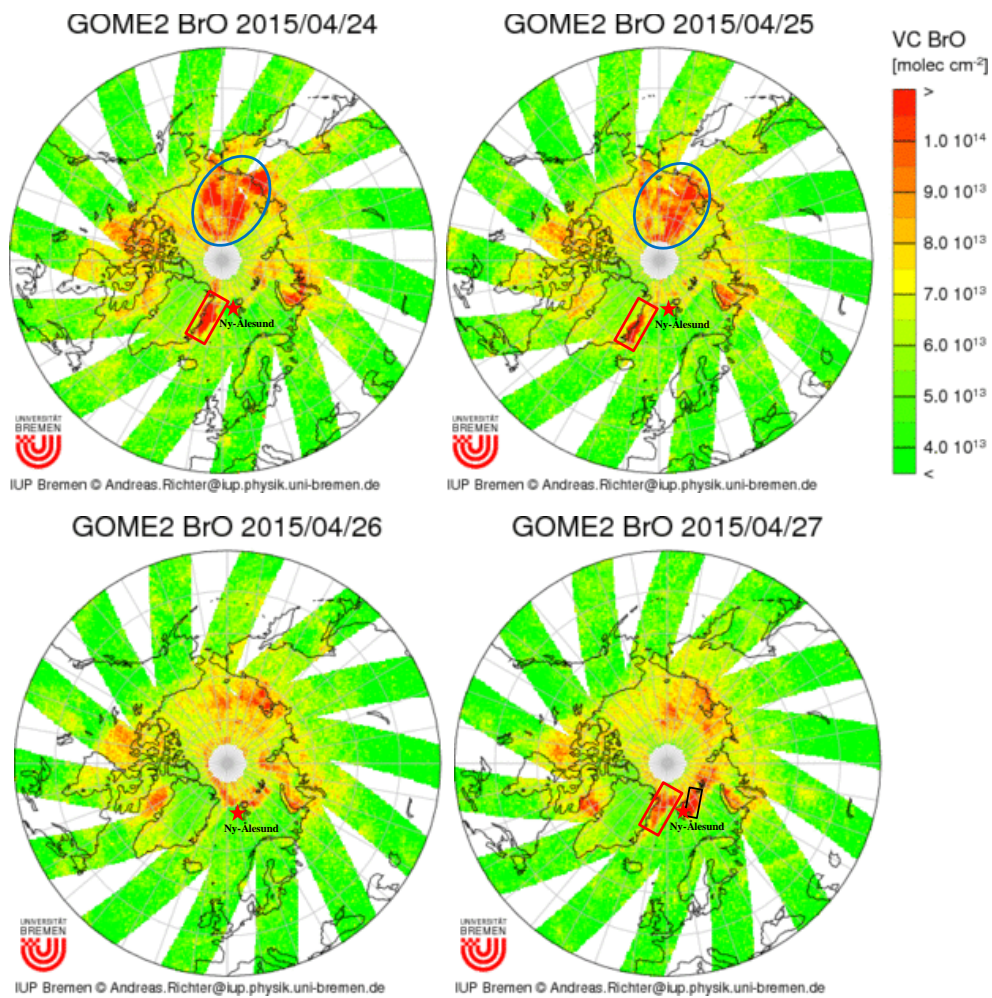 GOME2 BrO 2015/04/24
Ny-Ålesund
UNIVERSITÄT
BREMEN
IUP Bremen © Andreas.Richter@iup.physik.uni-bremen.de
GOME2 BrO 2015/04/25
Ny-Ålesund
UNIVERSITÄT
BREMEN
IUP Bremen © Andreas.Richter@iup.physik.uni-bremen.de
VC BrO
[molec cm⁻²]
>
1.0 10¹⁴
9.0 10¹³
8.0 10¹³
7.0 10¹³
6.0 10¹³
5.0 10¹³
4.0 10¹³
<
GOME2 BrO 2015/04/26
Ny-Ålesund
UNIVERSITÄT
BREMEN
IUP Bremen © Andreas.Richter@iup.physik.uni-bremen.de
GOME2 BrO 2015/04/27
Ny-Ålesund
UNIVERSITÄT
BREMEN
IUP Bremen © Andreas.Richter@iup.physik.uni-bremen.de